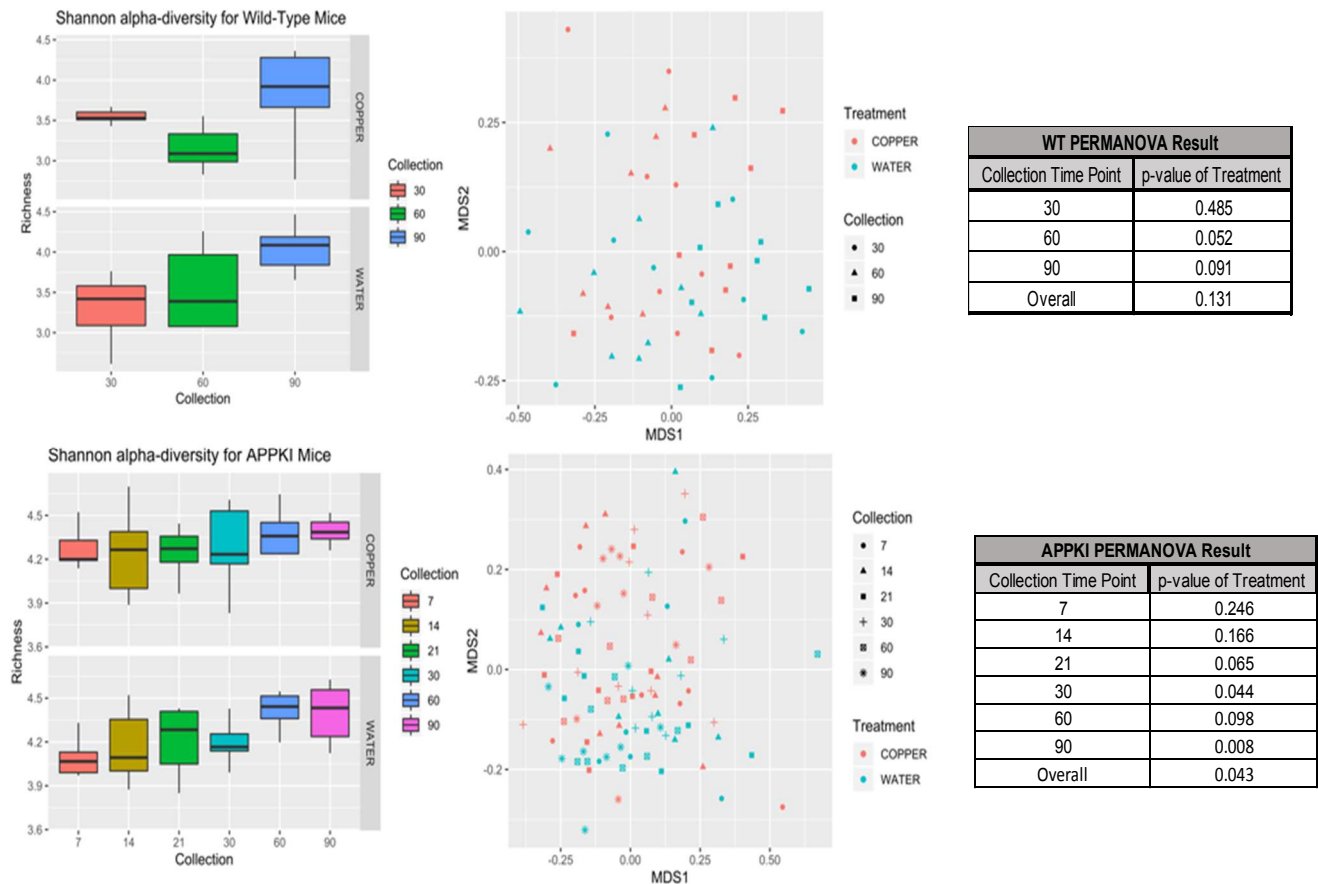 Shannon alpha-diversity for Wild-Type Mice
Richness
4.5
4.0
3.5
3.0
COPPER
4.5
4.0
3.5
3.0
WATER
30 60 90
Collection
Collection
30
60
90
MDS2
0.25
0.00
-0.25
-0.50 -0.25 0.00 0.25
MDS1
Treatment
COPPER
WATER
Collection
30
60
90
WT PERMANOVA Result
Collection Time Point p-value of Treatment
30 0.485
60 0.052
90 0.091
Overall 0.131
Shannon alpha-diversity for APPKI Mice
Richness
4.5
4.2
3.9
3.6
COPPER
4.5
4.2
3.9
3.6
WATER
7 14 21 30 60 90
Collection
Collection
7
14
21
30
60
90
MDS2
0.4
0.2
0.0
-0.2
-0.25 0.00 0.25 0.50
MDS1
Collection
7
14
21
30
60
90
Treatment
COPPER
WATER
APPKI PERMANOVA Result
Collection Time Point p-value of Treatment
7 0.246
14 0.166
21 0.065
30 0.044
60 0.098
90 0.008
Overall 0.043